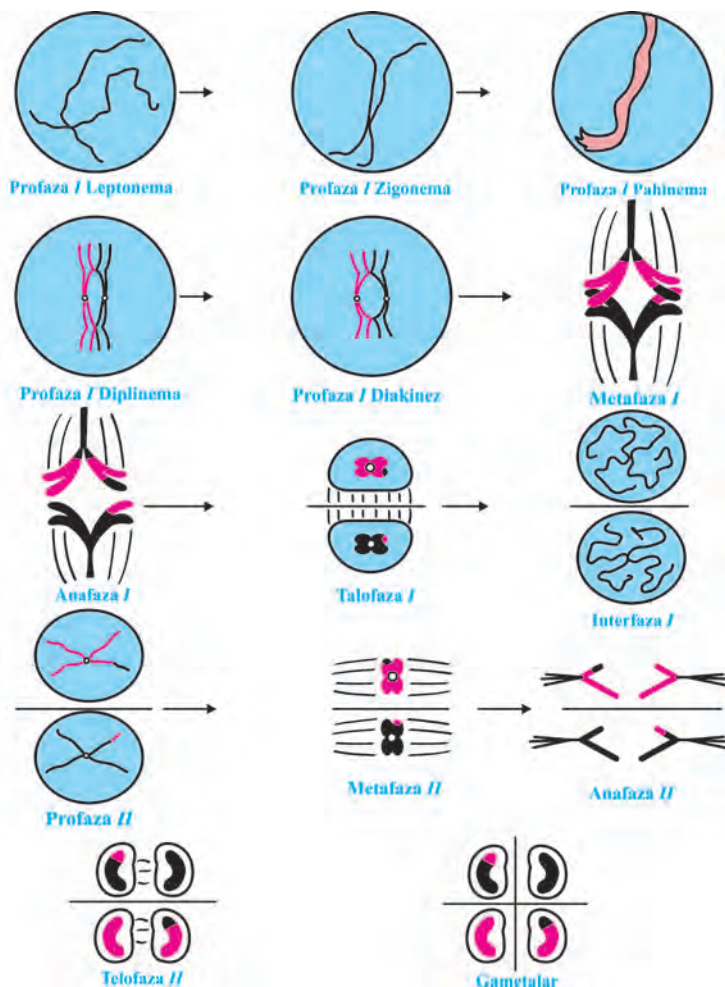 Profaza I Leptonema
Profaza I Zigonema
Profaza I Pahinema
Profaza I Diplinema
Profaza I Diakinez
Metafaza I
Anafaza I
Talofaza I
Interfaza I
Profaza II
Metafaza II
Anafaza II
Telofaza II
Gametalar